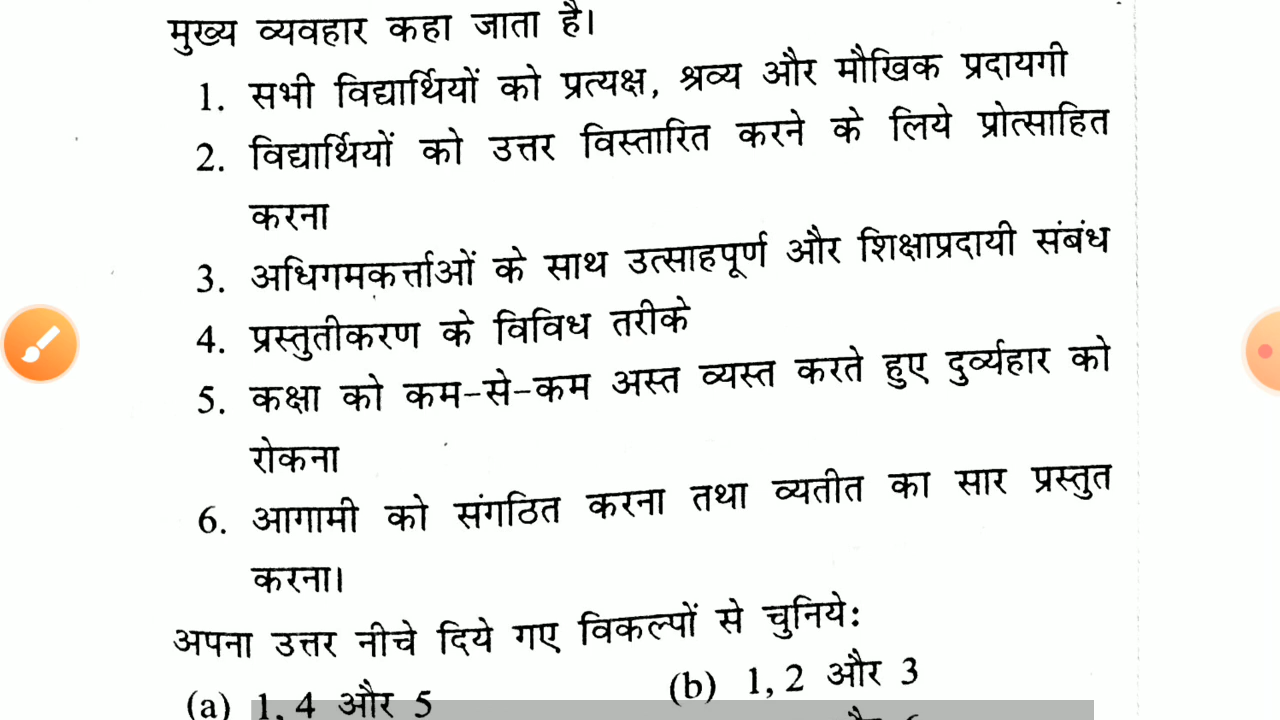 मुख्य व्यवहार कहा जाता है।
1. सभी विद्यार्थियों को प्रत्यक्ष, श्रव्य और मौखिक प्रदायगी
2. विद्यार्थियों को उत्तर विस्तारित करने के लिये प्रोत्साहित
करना
3. अधिगमकर्त्ताओं के साथ उत्साहपूर्ण और शिक्षाप्रदायी संबंध
4. प्रस्तुतीकरण के विविध तरीके
5. कक्षा को कम-से-कम अस्त व्यस्त करते हुए दुर्व्यहार को
रोकना
6. आगामी को संगठित करना तथा व्यतीत का सार प्रस्तुत
करना।
अपना उत्तर नीचे दिये गए विकल्पों से चुनिये:
(a) 1, 4 और 5 (b) 1, 2 और 3